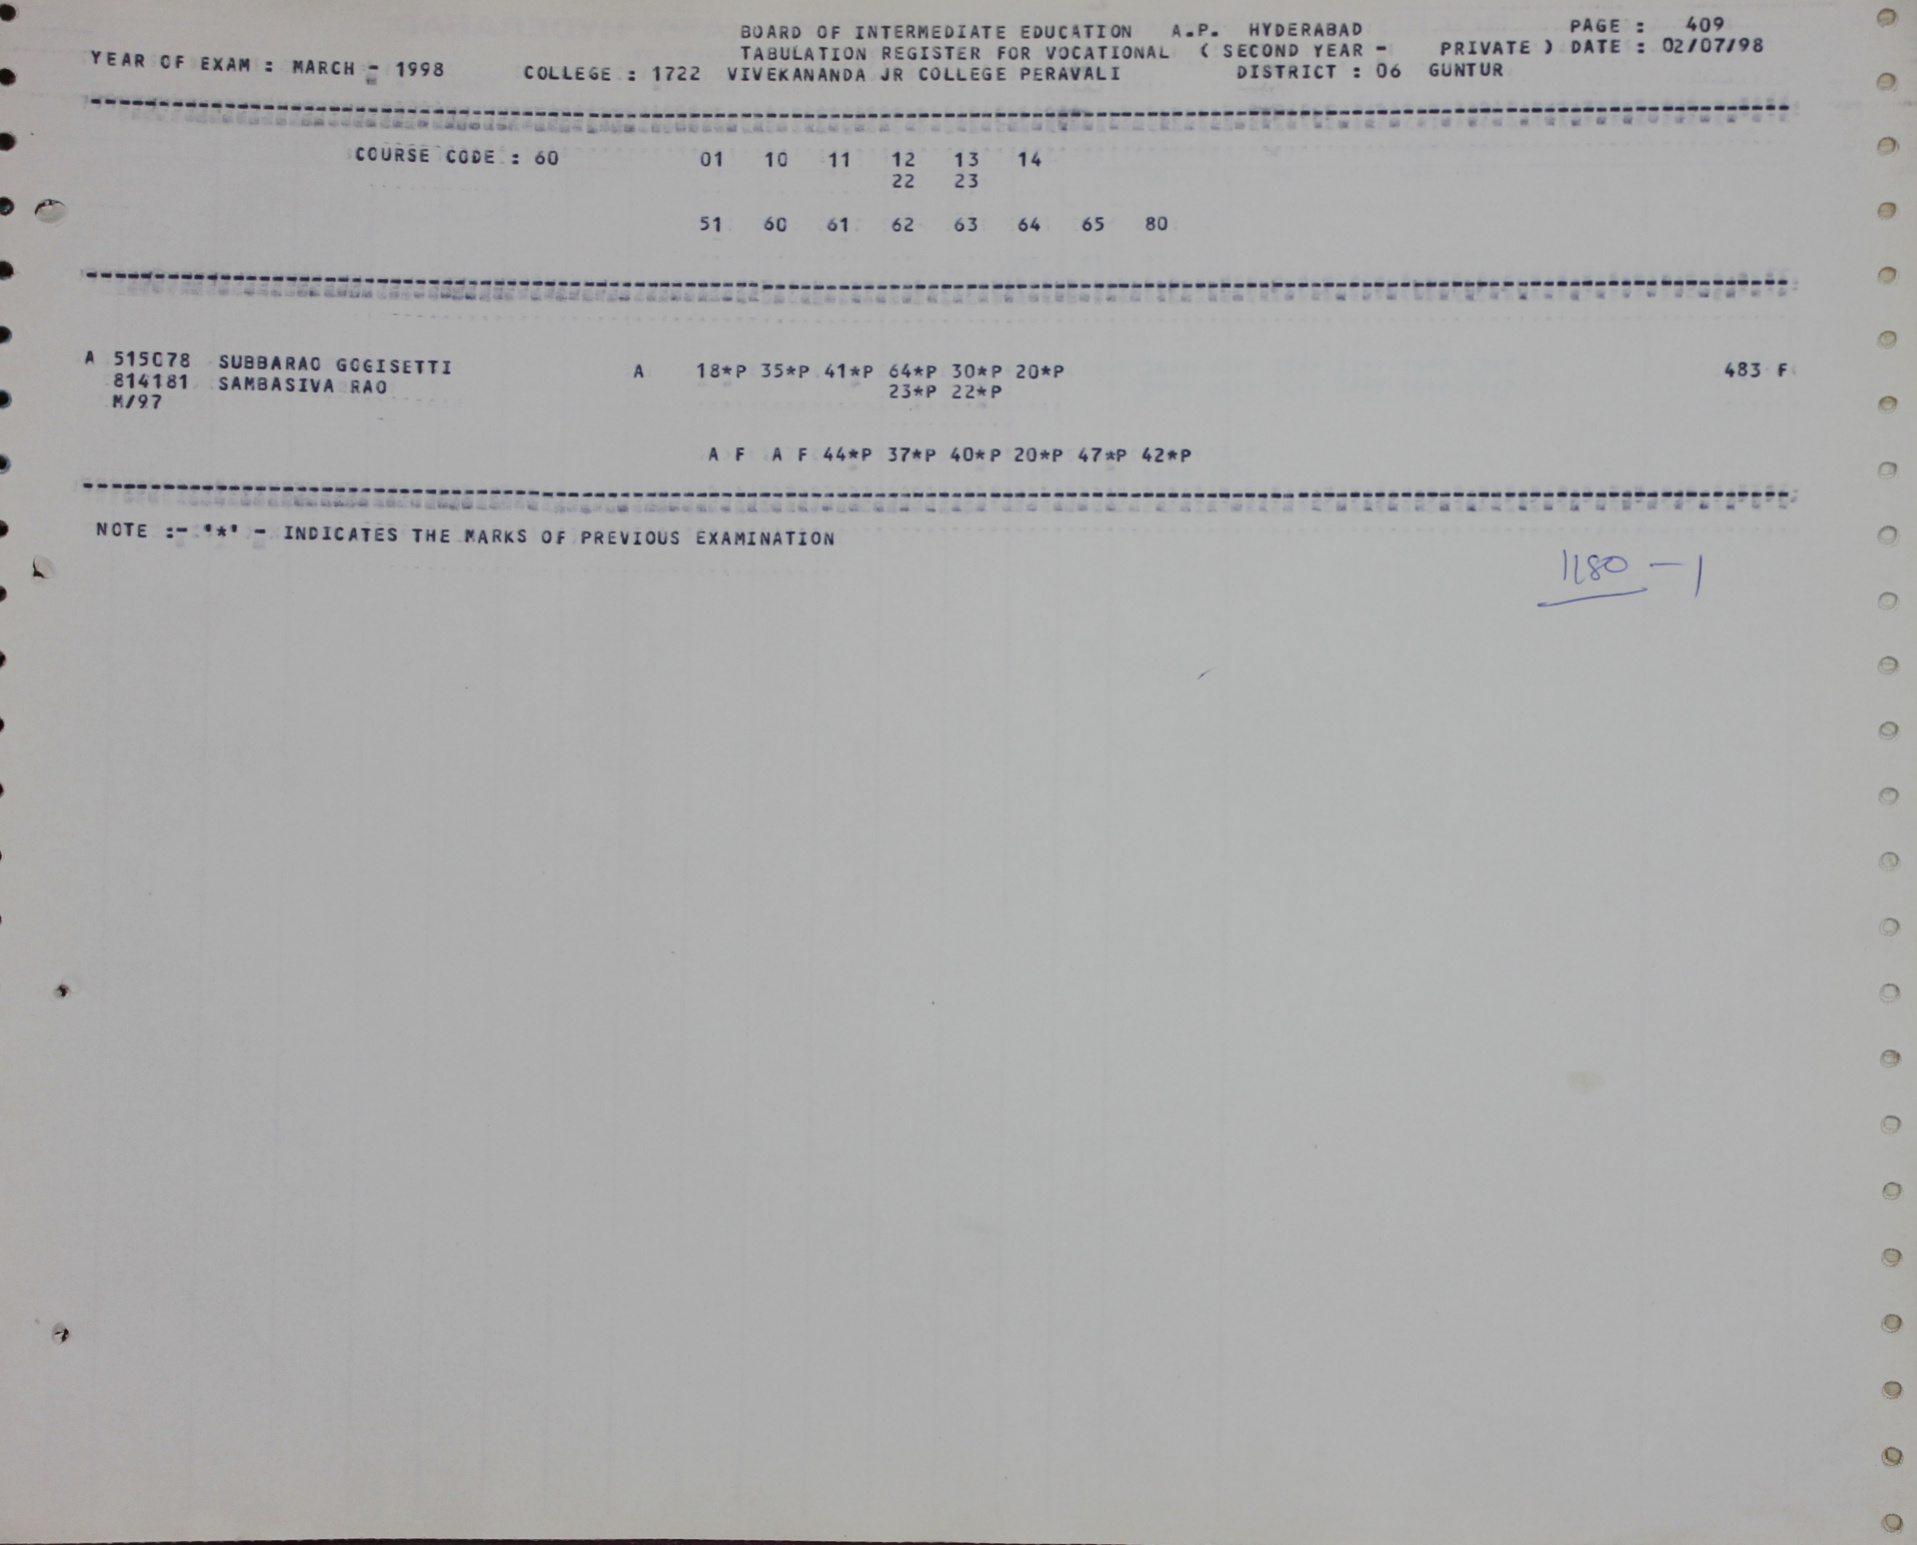 BOARD OF INTERMEDIATE EDUCATION A.P. HYDERABAD PAGE : 409
TABULATION REGISTER FOR VOCATIONAL ( SECOND YEAR - PRIVATE ) DATE : 02/07/98
YEAR OF EXAM : MARCH - 1998 COLLEGE : 1722 VIVEKANANDA JR COLLEGE PERAVALI DISTRICT : 06 GUNTUR
COURSE CODE : 60 01 10 11 12 13 14
22 23
51 60 61 62 63 64 65 80
A 515078 SUBBARAO GOGISETTI A 18*P 35*P 41*P 64*P 30*P 20*P 483 F
814181 SAMBASIVA RAO 23*P 22*P
M/97
A F A F 44*P 37*P 40*P 20*P 47*P 42*P
NOTE :- '*' - INDICATES THE MARKS OF PREVIOUS EXAMINATION
1180 - 1